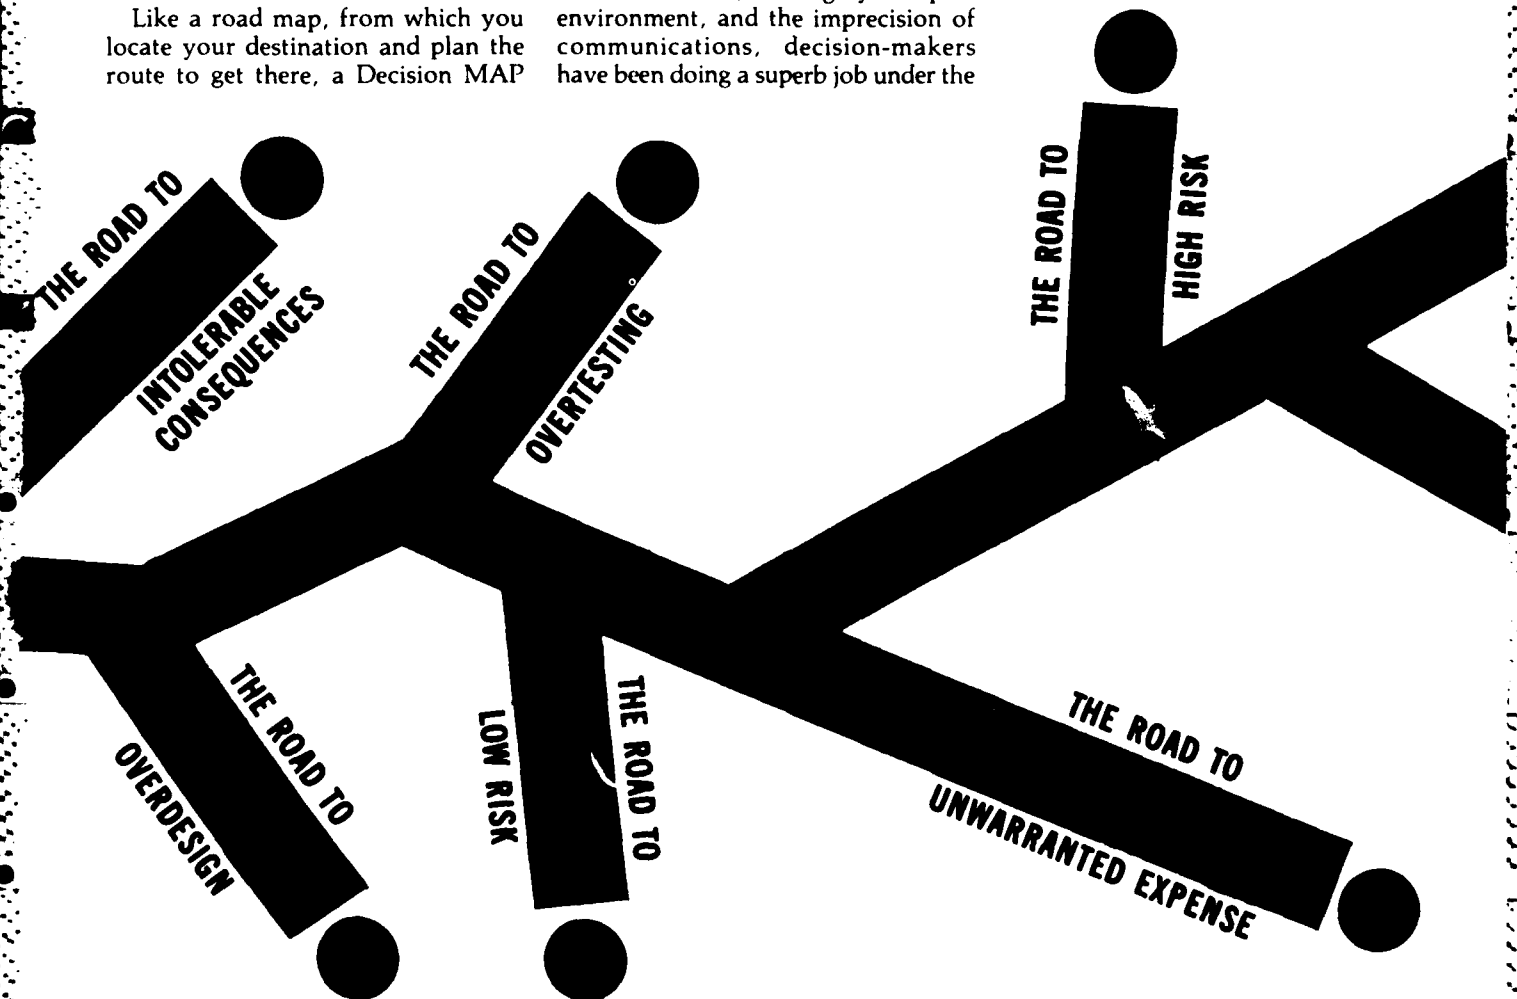 Like a road map, from which you
locate your destination and plan the
route to get there, a Decision MAP
environment, and the imprecision of
communications, decision-makers
have been doing a superb job under the
THE ROAD TO
INTOLERABLE
CONSEQUENCES
THE ROAD TO
OVERTESTING
THE ROAD TO
HIGH RISK
THE ROAD TO
OVERDESIGN
THE ROAD TO
LOW RISK
THE ROAD TO
UNWARRANTED EXPENSE